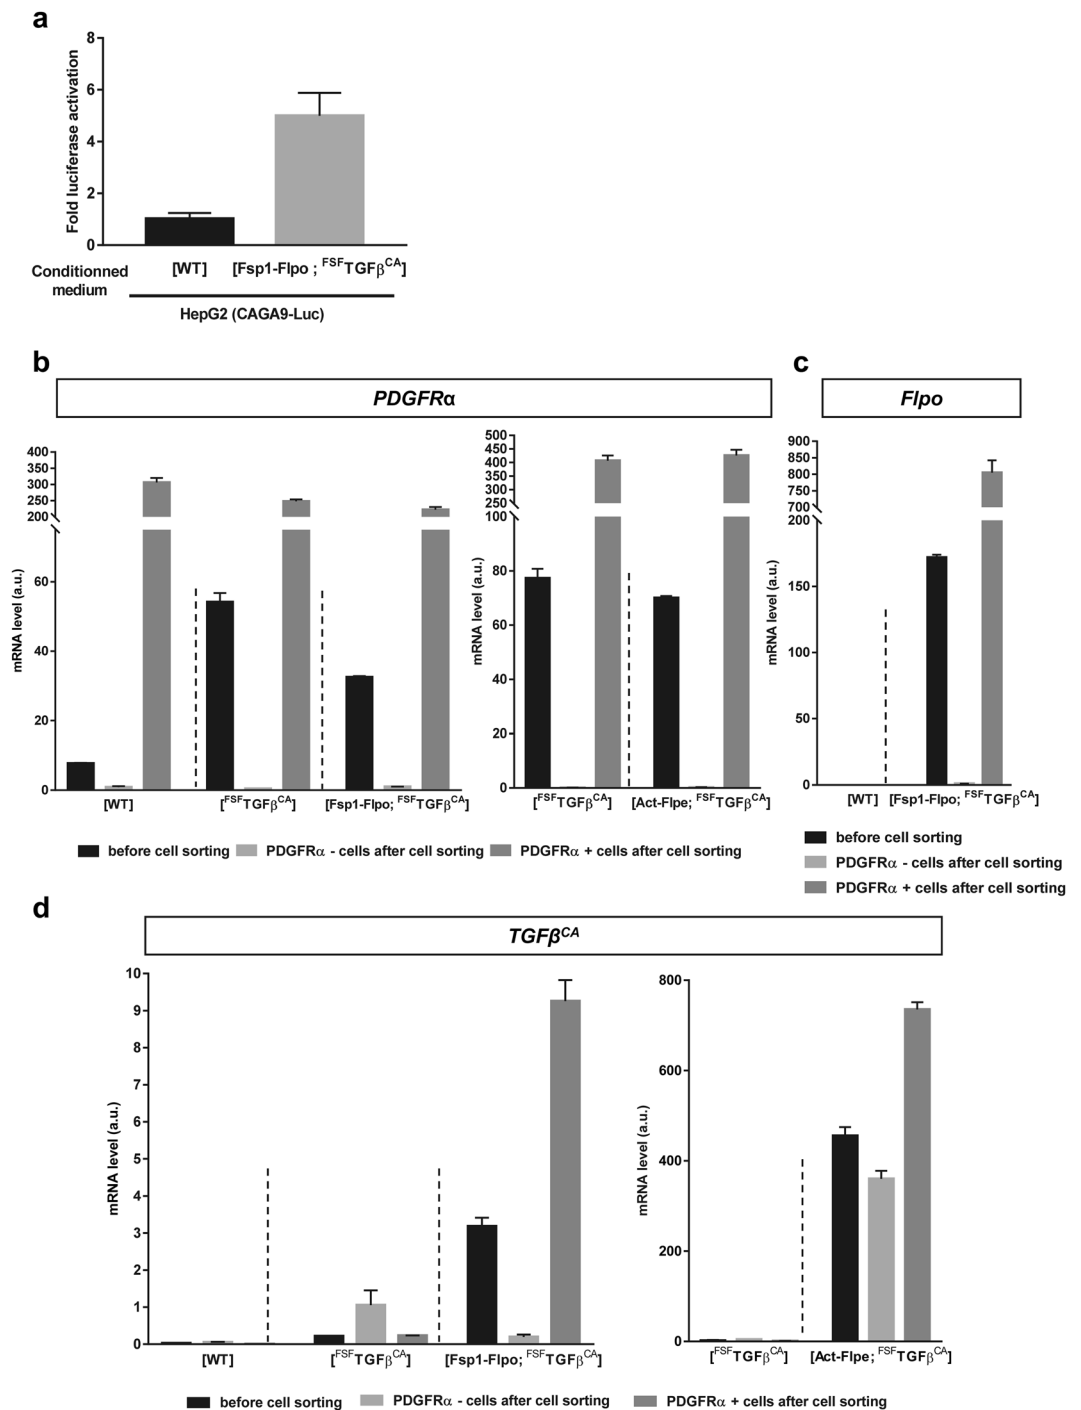 a
8
6
4
2
0
Fold luciferase activation
Conditionned medium
[WT] [Fsp1-Flpo ; FSFTGFβCA]
HepG2 (CAGA9-Luc)
b
PDGFRα
400
350
300
250
200
60
40
20
0
mRNA level (a.u.)
[WT] [FSFTGFβCA] [Fsp1-Flpo; FSFTGFβCA]
500
450
400
350
300
250
100
80
60
40
20
0
mRNA level (a.u.)
[FSFTGFβCA] [Act-Flpe; FSFTGFβCA]
before cell sorting PDGFRα - cells after cell sorting PDGFRα + cells after cell sorting
c
Flpo
900
850
800
750
700
200
150
100
50
0
mRNA level (a.u.)
[WT] [Fsp1-Flpo; FSFTGFβCA]
before cell sorting
PDGFRα - cells after cell sorting
PDGFRα + cells after cell sorting
d
TGFβCA
10
9
8
7
6
5
4
3
2
1
0
mRNA level (a.u.)
[WT] [FSFTGFβCA] [Fsp1-Flpo; FSFTGFβCA]
800
600
400
200
0
mRNA level (a.u.)
[FSFTGFβCA] [Act-Flpe; FSFTGFβCA]
before cell sorting PDGFRα - cells after cell sorting PDGFRα + cells after cell sorting